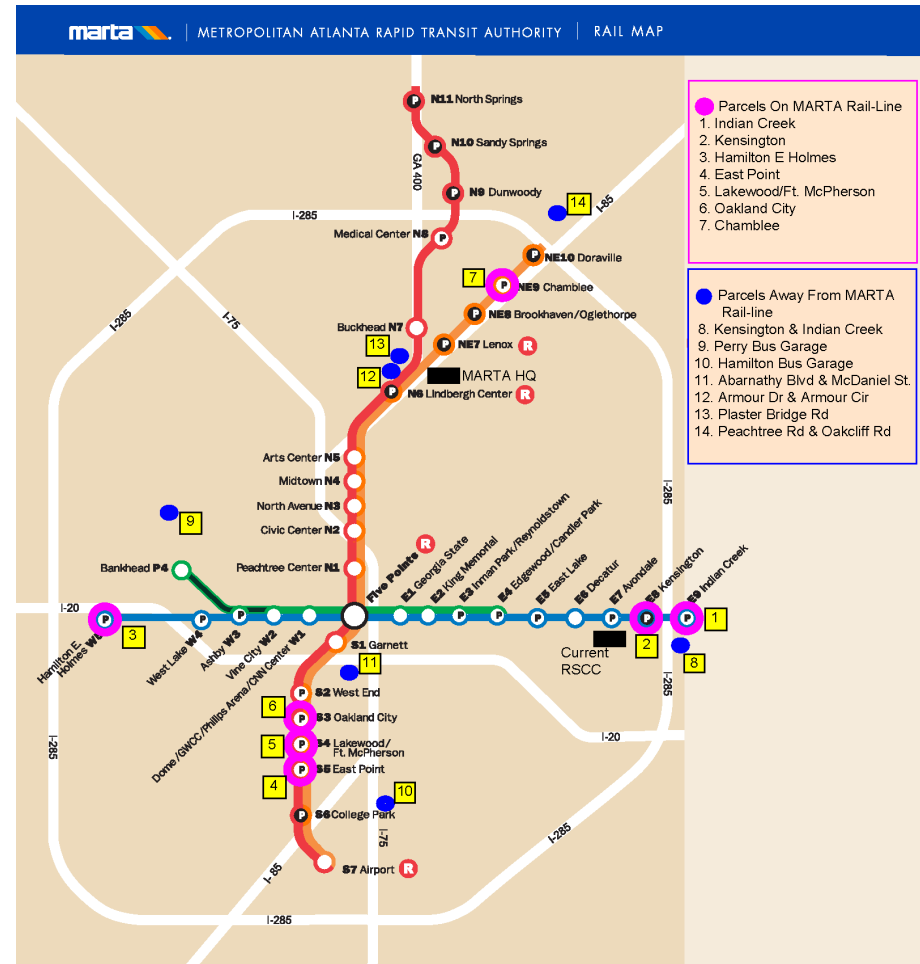 marta METROPOLITAN ATLANTA RAPID TRANSIT AUTHORITY RAIL MAP
Parcels On MARTA Rail-Line
1. Indian Creek
2. Kensington
3. Hamilton E Holmes
4. East Point
5. Lakewood/Ft. McPherson
6. Oakland City
7. Chamblee
Parcels Away From MARTA
Rail-line
8. Kensington & Indian Creek
9. Perry Bus Garage
10. Hamilton Bus Garage
11. Abarnathy Blvd & McDaniel St.
12. Armour Dr & Armour Cir
13. Plaster Bridge Rd
14. Peachtree Rd & Oakcliff Rd
P N11 North Springs
P N10 Sandy Springs
GA 400
P N9 Dunwoody
14
I-85
I-285
Medical Center N8 P
P NE10 Doraville
7
P NE9 Chamblee
I-285
I-75
P NE8 Brookhaven/Oglethorpe
Buckhead N7
13
P NE7 Lenox R
12
MARTA HQ
P N6 Lindbergh Center R
Arts Center N5
Midtown N4
I-285
North Avenue N3
9
Civic Center N2
Bankhead P4
Peachtree Center N1
Five Points R
E1 Georgia State
E2 King Memorial
E3 Inman Park/Reynoldstown
E4 Edgewood/Candler Park
E5 East Lake
E6 Decatur
E7 Avondale
E8 Kensington
E9 Indian Creek
I-20
P
3
P
P
P
P
P
P
P
P
1
2
Hamilton E.
Holmes W5
West Lake W4
Ashby W3
Vine City W2
Dome/GWCC/Philips Arena/CNN Center W1
S1 Garnett
Current
RSCC
8
11
I-285
P S2 West End
6
P S3 Oakland City
5
P S4 Lakewood/
Ft. McPherson
I-20
I-285
P S5 East Point
4
10
P S6 College Park
I-75
I-285
S7 Airport R
I-85
I-285